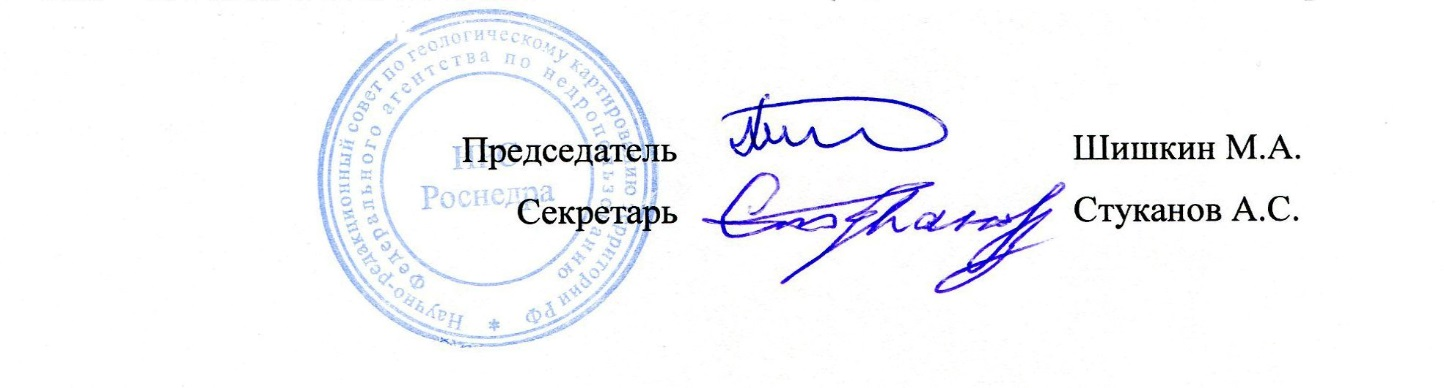 Научно-редакционный совет по геологическому картированию территории РФ *
Федерального агентства по недропользованию
НРС
Роснедра
Председатель Шишкин М.А.
Секретарь Стуканов А.С.